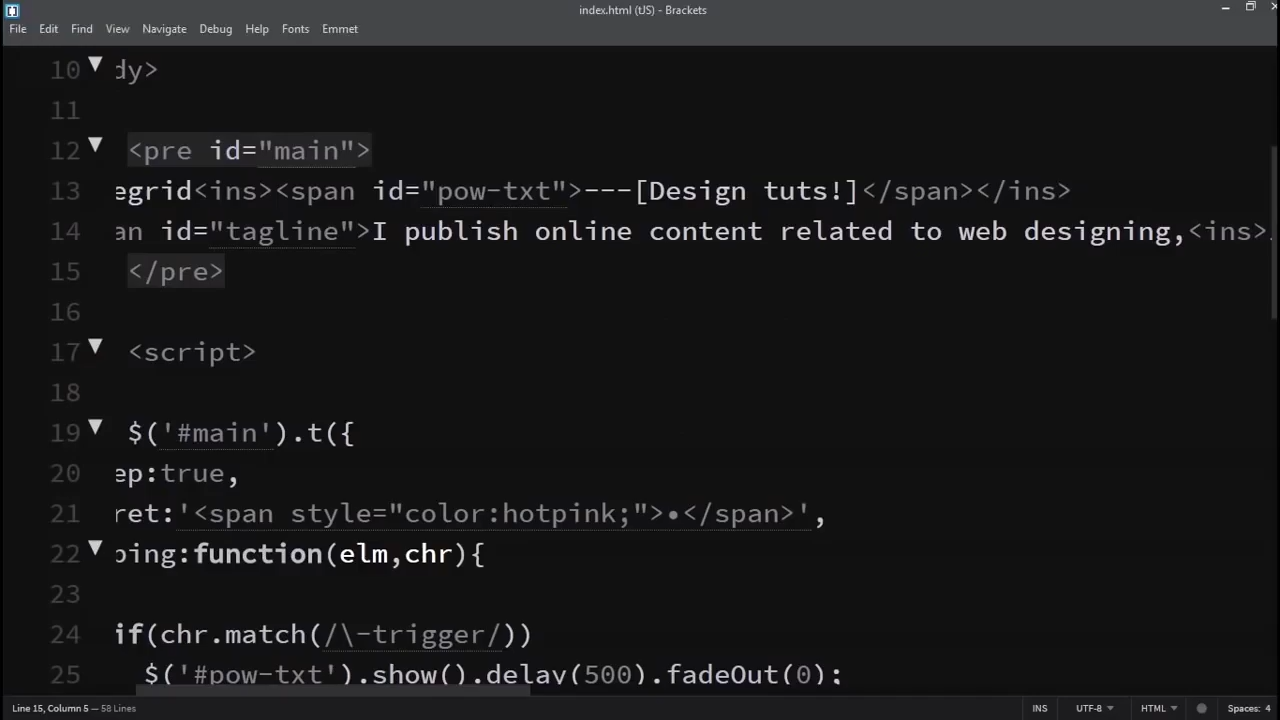 index.html (tJS) - Brackets
File Edit Find View Navigate Debug Help Fonts Emmet
10 dy>
11
12 <pre id="main">
13 egrid<ins><span id="pow-txt">---[Design tuts!]</span></ins>
14 an id="tagline">I publish online content related to web designing,<ins>
15 </pre>
16
17 <script>
18
19 $('#main').t({
20 ep:true,
21 ret:'<span style="color:hotpink;">•</span>',
22 ping:function(elm,chr){
23
24 if(chr.match(/\-trigger/))
25 $('#pow-txt').show().delay(500).fadeOut(0);
Line 15, Column 5 — 58 Lines INS UTF-8 HTML Spaces: 4